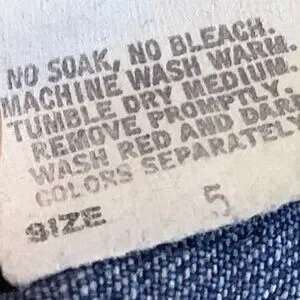 NO SOAK, NO BLEACH.
MACHINE WASH WARM.
TUMBLE DRY MEDIUM.
REMOVE PROMPTLY.
WASH RED AND DARK
COLORS SEPARATELY
SIZE 5